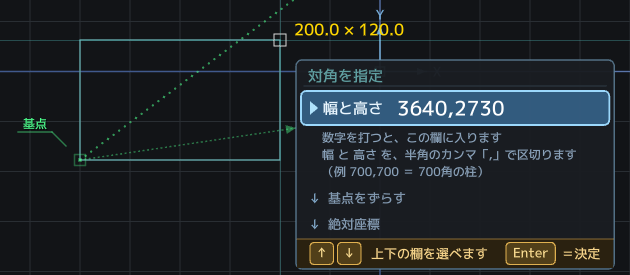 Y
200.0 × 120.0
対角を指定
幅と高さ 3640,2730
数字を打つと、この欄に入ります
幅 と 高さ を、半角のカンマ「,」で区切ります
（例 700,700 ＝ 700角の柱）
基点
↓ 基点をずらす
↓ 絶対座標
↑ ↓ 上下の欄を選べます Enter ＝決定